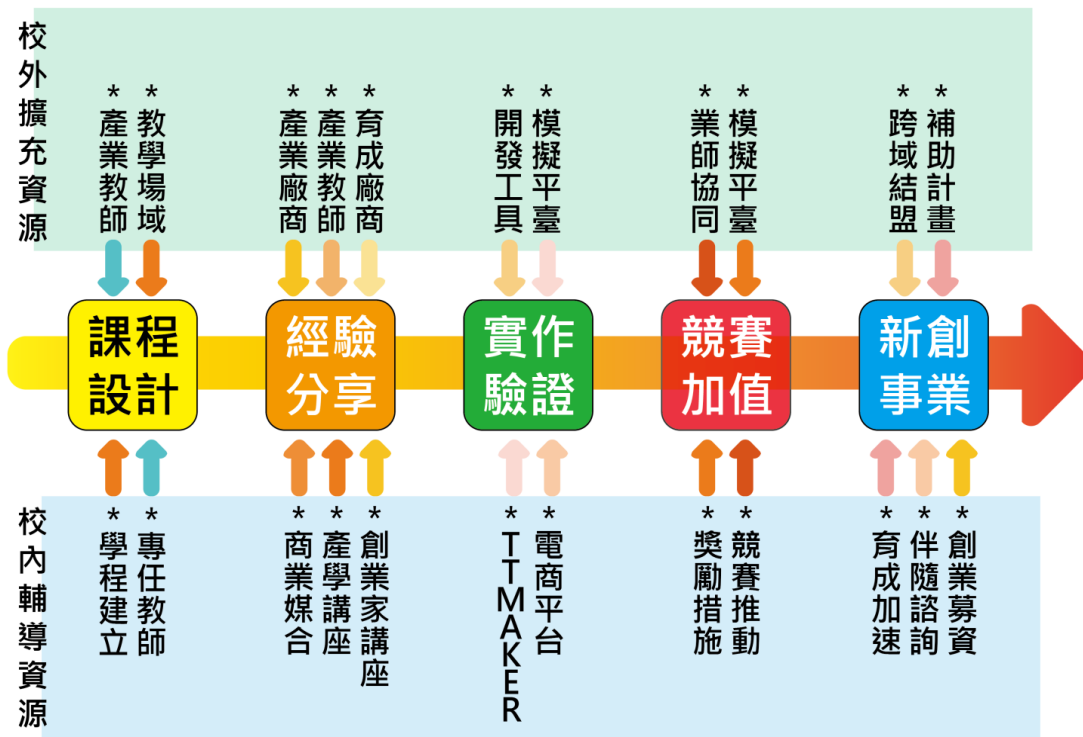 校外擴充資源
*產業教師
*教學場域
*產業廠商
*產業教師
*育成廠商
*開發工具
*模擬平臺
*業師協同
*模擬平臺
*跨域結盟
*補助計畫
課程
設計
經驗
分享
實作
驗證
競賽
加值
新創
事業
校內輔導資源
*學程建立
*專任教師
*商業媒合
*產學講座
*創業家講座
*TTMAKER
*電商平台
*獎勵措施
*競賽推動
*育成加速
*伴隨諮詢
*創業募資